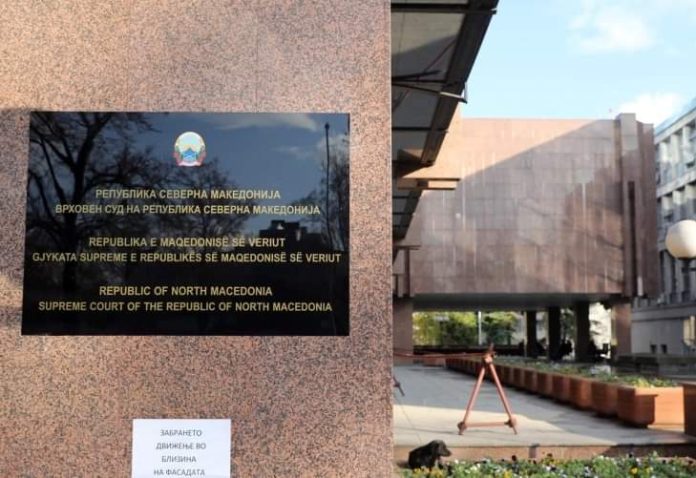 РЕПУБЛИКА СЕВЕРНА МАКЕДОНИЈА
ВРХОВЕН СУД НА РЕПУБЛИКА СЕВЕРНА МАКЕДОНИЈА
REPUBLIKA E MAQEDONISË SË VERIUT
GJYKATA SUPREME E REPUBLIKËS SË MAQEDONISË SË VERIUT
REPUBLIC OF NORTH MACEDONIA
SUPREME COURT OF THE REPUBLIC OF NORTH MACEDONIA
ЗАБРАНЕТО
ДВИЖЕЊЕ ВО
БЛИЗИНА
НА ФАСАДАТА